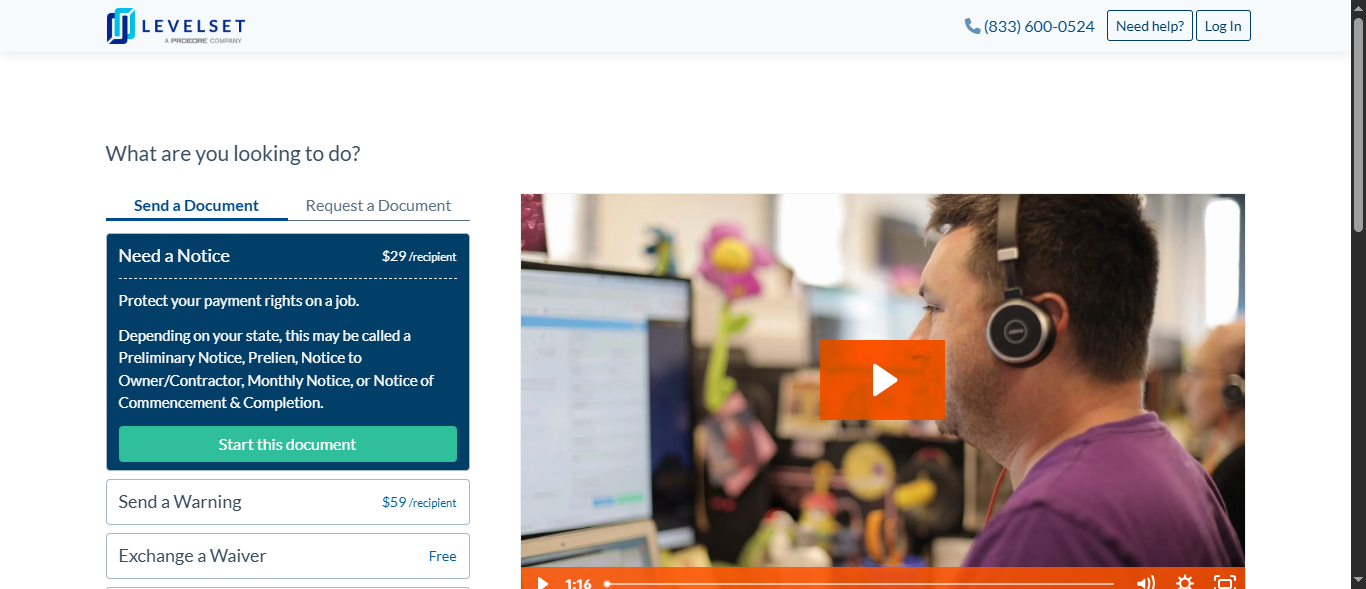 LEVELSET
A PROCORE COMPANY
(833) 600-0524
Need help?
Log In
What are you looking to do?
Send a Document
Request a Document
Need a Notice
$29 /recipient
Protect your payment rights on a job.
Depending on your state, this may be called a
Preliminary Notice, Prelien, Notice to
Owner/Contractor, Monthly Notice, or Notice of
Commencement & Completion.
Start this document
Send a Warning
$59 /recipient
Exchange a Waiver
Free
1:16